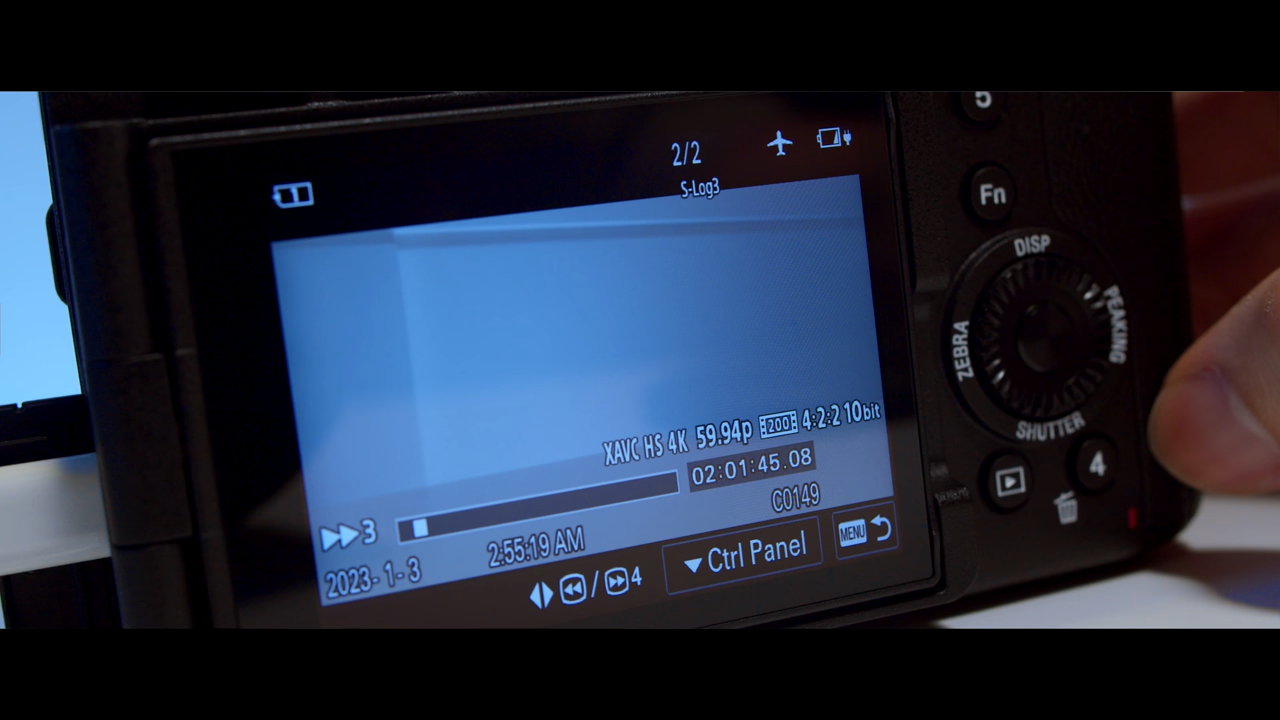 2/2
S-Log3
1
XAVC HS 4K 59.94p 200 4:2:2 10bit
02:01:45.08
3
C0149
2023- 1- 3 2:55:19 AM
/ 4
Ctrl Panel
MENU
5
Fn
DISP
PEAKING
ZEBRA
SHUTTER
4